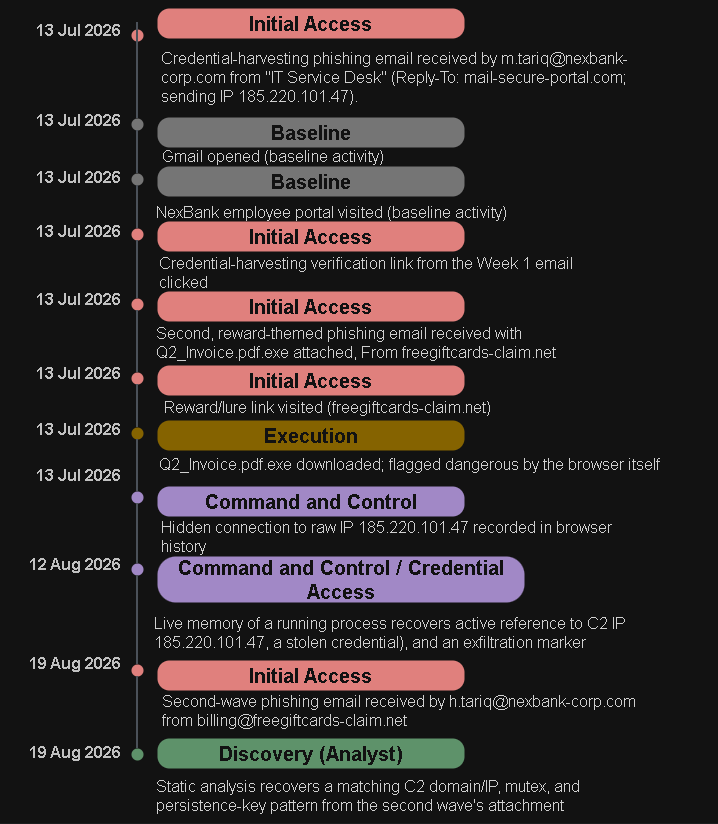 13 Jul 2026
Initial Access
Credential-harvesting phishing email received by m.tariq@nexbank-
corp.com from "IT Service Desk" (Reply-To: mail-secure-portal.com;
sending IP 185.220.101.47).
13 Jul 2026
Baseline
Gmail opened (baseline activity)
13 Jul 2026
Baseline
NexBank employee portal visited (baseline activity)
13 Jul 2026
Initial Access
Credential-harvesting verification link from the Week 1 email
clicked
13 Jul 2026
Initial Access
Second, reward-themed phishing email received with
Q2_Invoice.pdf.exe attached, From freegiftcards-claim.net
13 Jul 2026
Initial Access
Reward/lure link visited (freegiftcards-claim.net)
13 Jul 2026
Execution
Q2_Invoice.pdf.exe downloaded; flagged dangerous by the browser itself
13 Jul 2026
Command and Control
Hidden connection to raw IP 185.220.101.47 recorded in browser
history
12 Aug 2026
Command and Control / Credential
Access
Live memory of a running process recovers active reference to C2 IP
185.220.101.47, a stolen credential), and an exfiltration marker
19 Aug 2026
Initial Access
Second-wave phishing email received by h.tariq@nexbank-corp.com
from billing@freegiftcards-claim.net
19 Aug 2026
Discovery (Analyst)
Static analysis recovers a matching C2 domain/IP, mutex, and
persistence-key pattern from the second wave's attachment